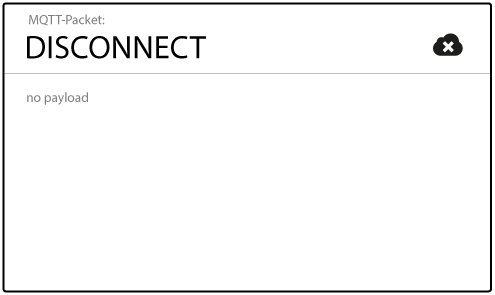 MQTT-Packet:
DISCONNECT
no payload